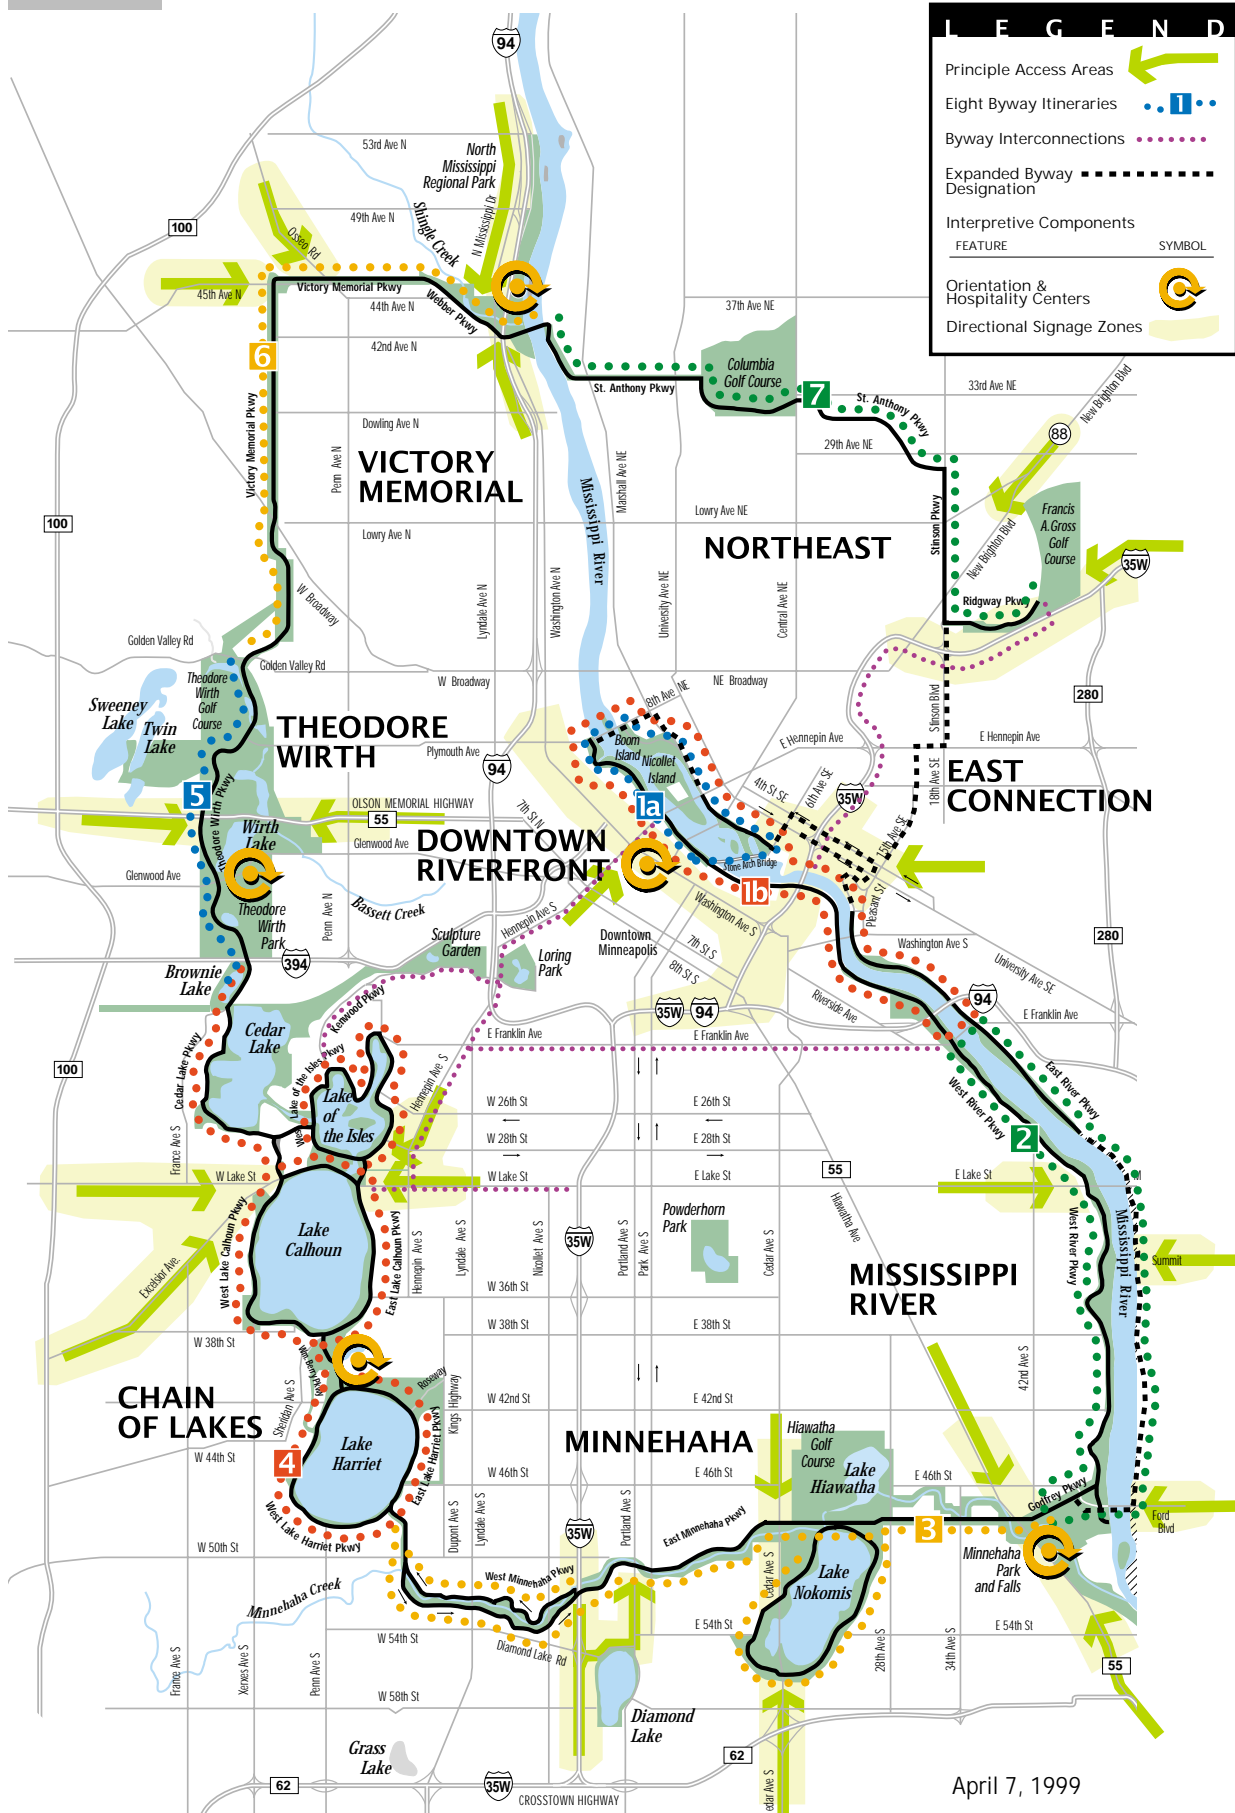 L E G E N D
Principle Access Areas
Eight Byway Itineraries
1
Byway Interconnections
Expanded Byway
Designation
Interpretive Components
FEATURE
SYMBOL
Orientation &
Hospitality Centers
Directional Signage Zones
94
53rd Ave N
North
Mississippi
Regional Park
49th Ave N
Shingle Creek
N Mississippi Dr
100
Osseo Rd
45th Ave N
Victory Memorial Pkwy
44th Ave N
Webber Pkwy
42nd Ave N
37th Ave NE
6
Columbia
Golf Course
St. Anthony Pkwy
7
St. Anthony Pkwy
33rd Ave NE
New Brighton Blvd
Victory Memorial Pkwy
Dowling Ave N
29th Ave NE
88
VICTORY
MEMORIAL
Penn Ave N
Mississippi River
Marshall Ave NE
Lowry Ave NE
Stinson Pkwy
Francis
A. Gross
Golf
Course
100
Lowry Ave N
NORTHEAST
New Brighton Blvd
35W
W Broadway
Lyndale Ave N
Washington Ave N
University Ave NE
Central Ave NE
Ridgway Pkwy
Golden Valley Rd
Golden Valley Rd
W Broadway
8th Ave NE
NE Broadway
280
Sweeney
Lake
Twin
Lake
Theodore
Wirth
Golf
Course
THEODORE
WIRTH
Plymouth Ave
94
Boom
Island
Nicollet
Island
E Hennepin Ave
Stinson Blvd
E Hennepin Ave
EAST
CONNECTION
18th Ave SE
5
Theodore Wirth Pkwy
OLSON MEMORIAL HIGHWAY
55
7th St N
1a
4th St SE
6th Ave SE
35W
15th Ave SE
Wirth
Lake
Glenwood Ave
DOWNTOWN
RIVERFRONT
Stone Arch Bridge
1b
Pleasant St
Glenwood Ave
Theodore
Wirth
Park
Penn Ave N
Bassett Creek
Hennepin Ave S
Washington Ave S
Sculpture
Garden
Loring
Park
Downtown
Minneapolis
7th St S
8th St S
Washington Ave S
University Ave SE
280
394
Brownie
Lake
Kenwood Pkwy
35W
94
Riverside Ave
94
E Franklin Ave
Cedar
Lake
E Franklin Ave
E Franklin Ave
Cedar Lake Pkwy
West Lake of the Isles Pkwy
Lake
of
the Isles
Hennepin Ave S
100
East River Pkwy
West River Pkwy
W 26th St
E 26th St
W 28th St
E 28th St
2
France Ave S
W Lake St
W Lake St
E Lake St
55
E Lake St
Lake
Calhoun
West Lake Calhoun Pkwy
East Lake Calhoun Pkwy
Hennepin Ave S
Lyndale Ave S
Nicollet Ave S
35W
Portland Ave S
Park Ave S
Powderhorn
Park
Cedar Ave S
Hiawatha Ave
West River Pkwy
Mississippi River
Summit
Excelsior Ave.
W 36th St
MISSISSIPPI
RIVER
W 38th St
W 38th St
E 38th St
Wm. Berry Pkwy
Roseway
Kings Highway
CHAIN
OF LAKES
Sheridan Ave S
W 42nd St
E 42nd St
42nd Ave S
W 44th St
4
Lake
Harriet
East Lake Harriet Pkwy
MINNEHAHA
Hiawatha
Golf
Course
Lake
Hiawatha
W 46th St
E 46th St
E 46th St
Godfrey Pkwy
West Lake Harriet Pkwy
Dupont Ave S
Lyndale Ave S
35W
Portland Ave S
East Minnehaha Pkwy
3
Ford
Blvd
W 50th St
Minnehaha Creek
West Minnehaha Pkwy
Cedar Ave S
Lake
Nokomis
Minnehaha
Park
and Falls
W 54th St
Diamond Lake Rd
E 54th St
E 54th St
France Ave S
Xerxes Ave S
Penn Ave S
28th Ave S
34th Ave S
55
W 58th St
Diamond
Lake
Grass
Lake
62
62
35W
CROSSTOWN HIGHWAY
edar Ave S
April 7, 1999